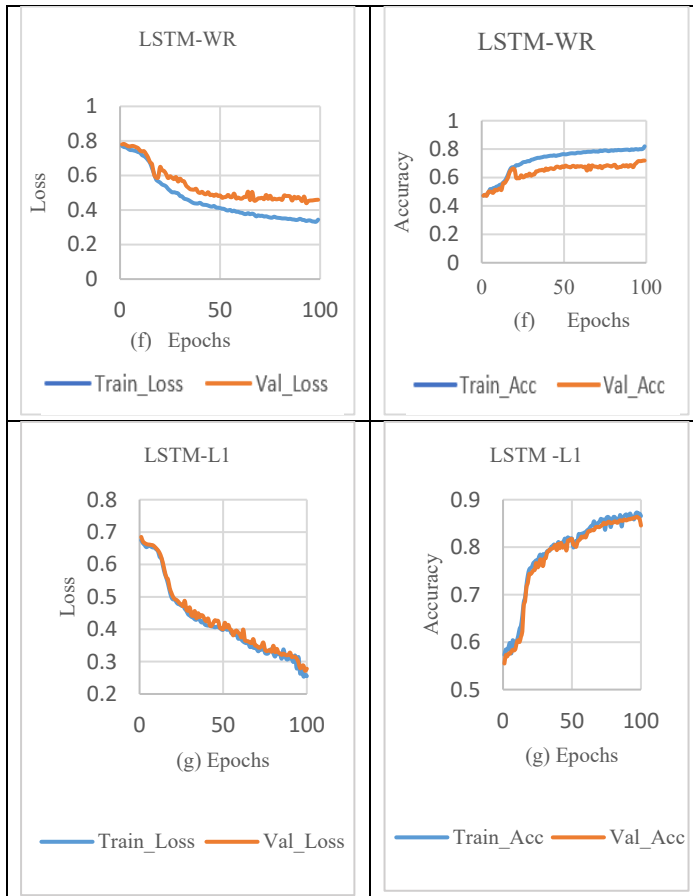 LSTM-WR
Loss
1
0.8
0.6
0.4
0.2
0
0 50 100
(f) Epochs
Train_Loss Val_Loss
LSTM-WR
Accuracy
1
0.8
0.6
0.4
0.2
0
0 50 100
(f) Epochs
Train_Acc Val_Acc
LSTM-L1
Loss
0.8
0.7
0.6
0.5
0.4
0.3
0.2
0 50 100
(g) Epochs
Train_Loss Val_Loss
LSTM -L1
Accuracy
0.9
0.8
0.7
0.6
0.5
0 50 100
(g) Epochs
Train_Acc Val_Acc